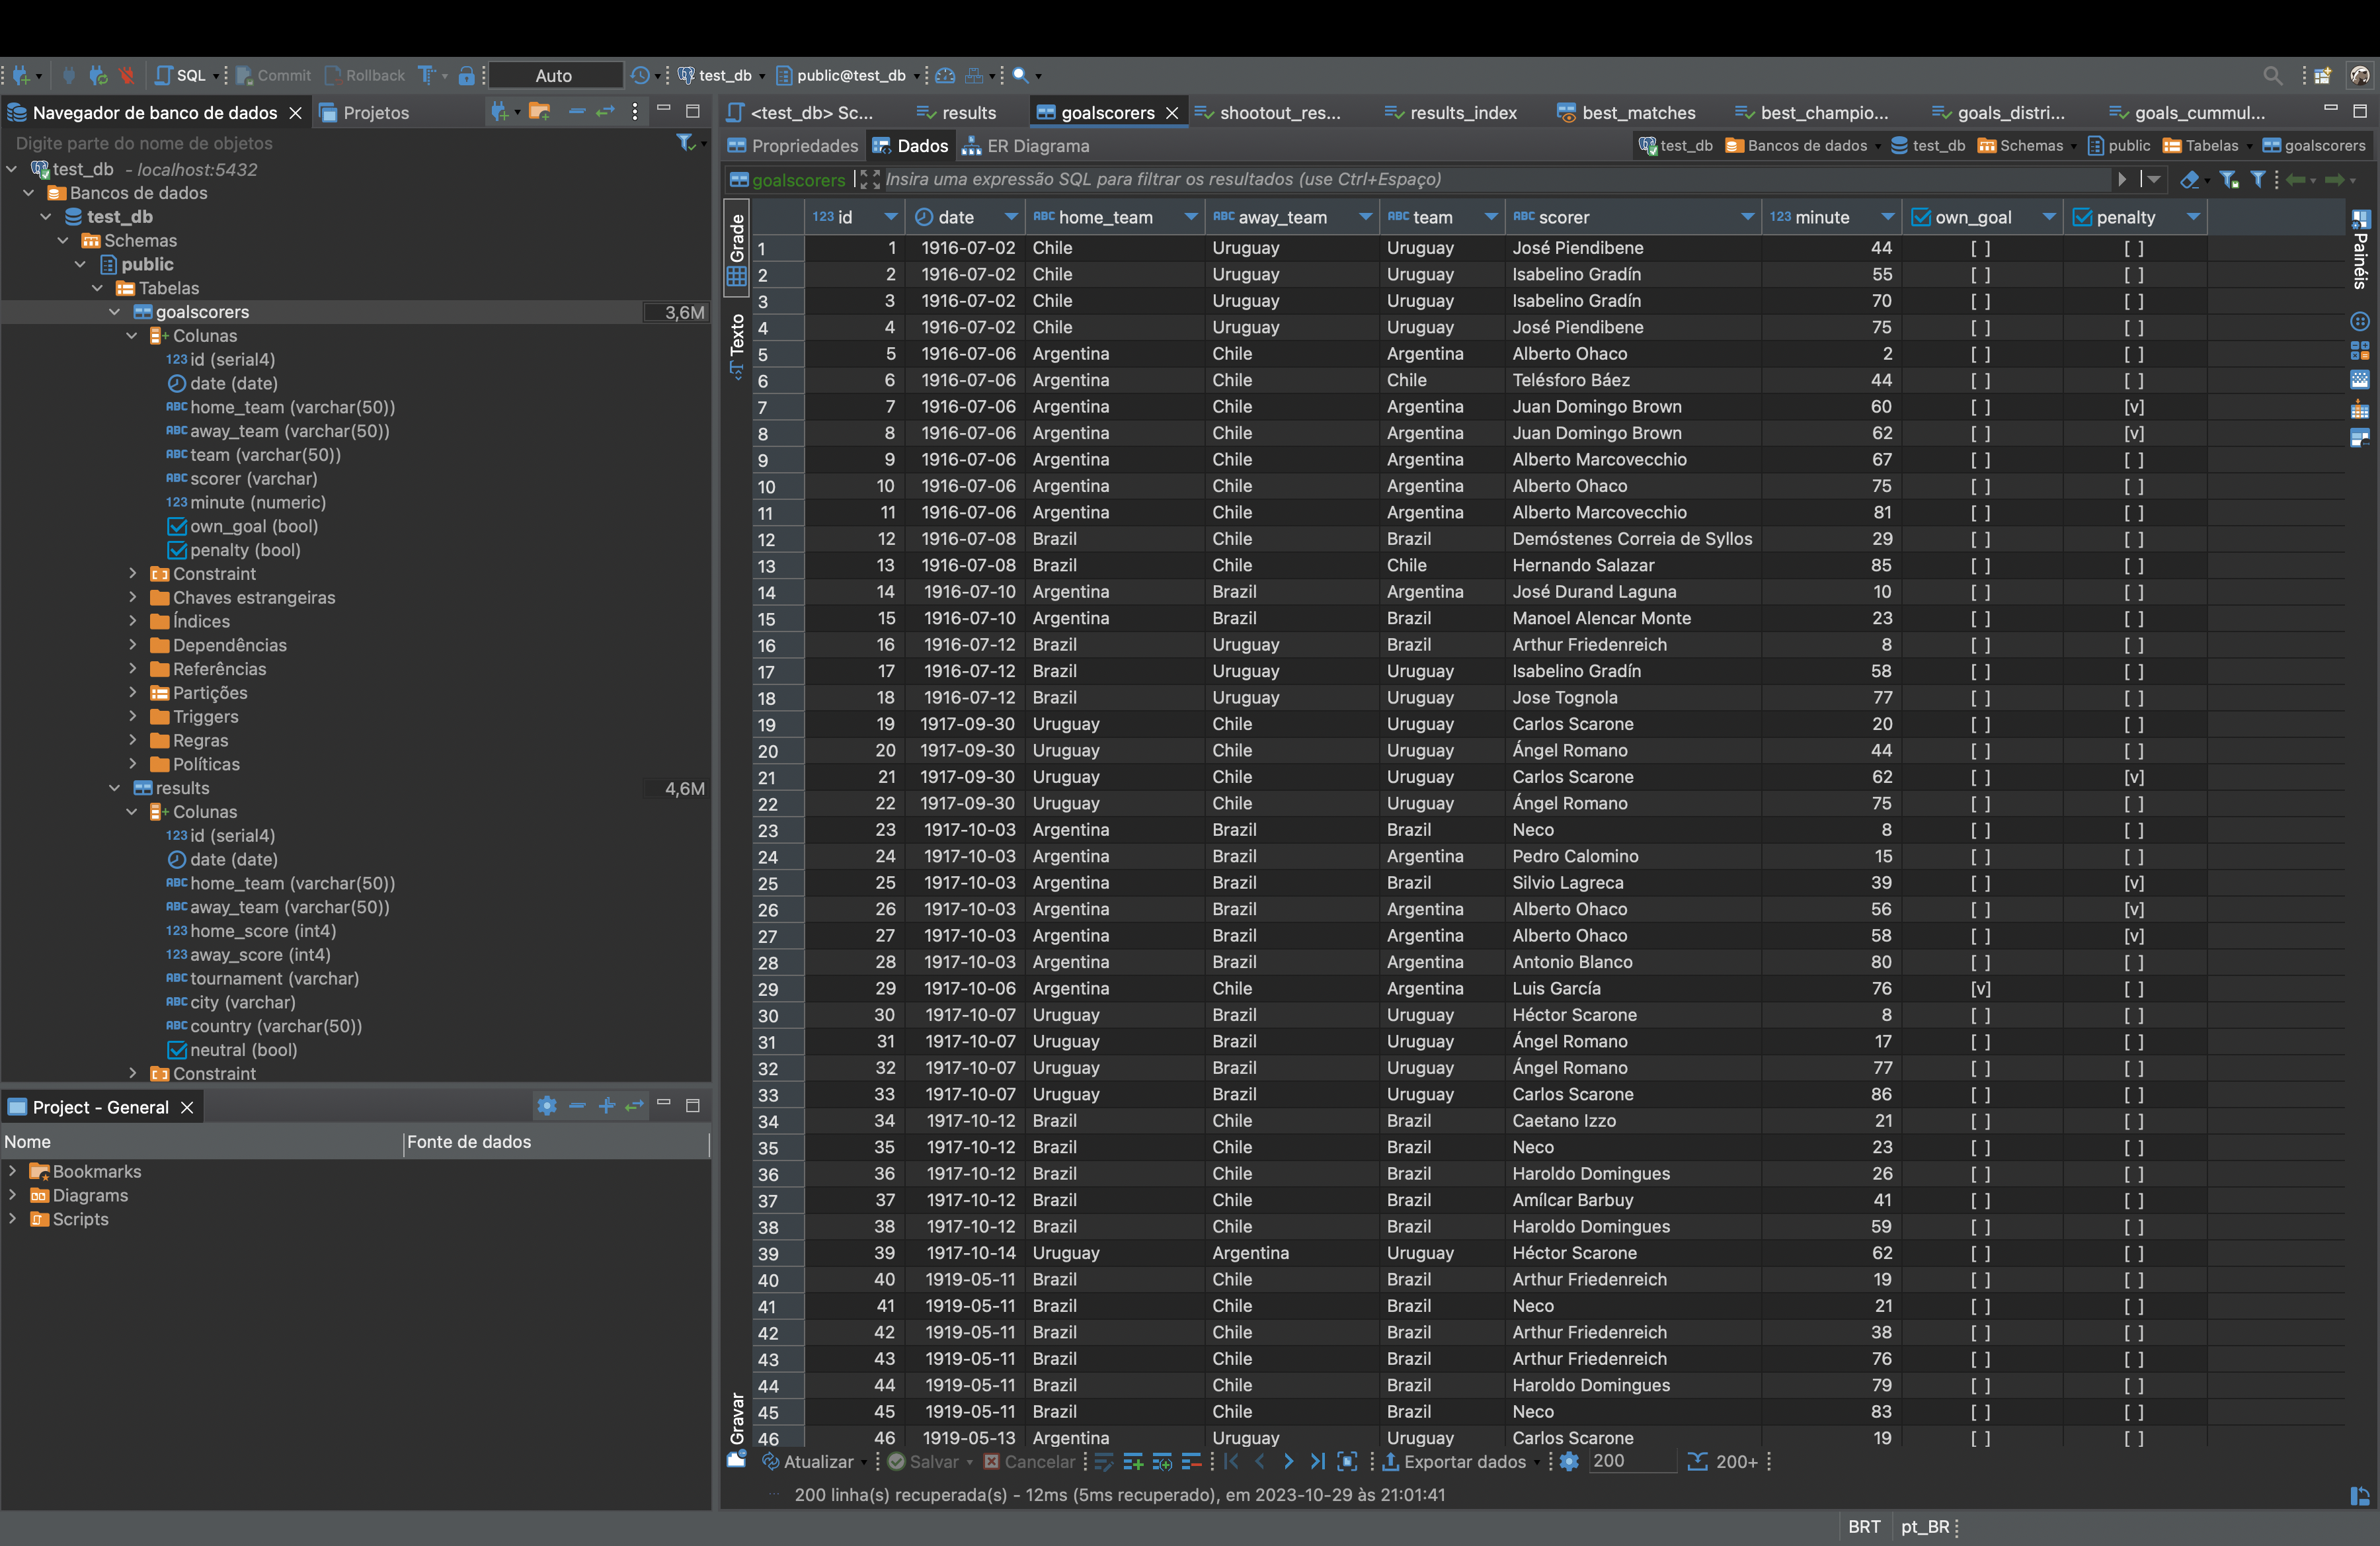 SQL Commit Rollback Auto test_db public@test_db
Navegador de banco de dados Projetos
Digite parte do nome de objetos
test_db - localhost:5432
Bancos de dados
test_db
Schemas
public
Tabelas
goalscorers 3,6M
Colunas
123 id (serial4)
date (date)
ABC home_team (varchar(50))
ABC away_team (varchar(50))
ABC team (varchar(50))
ABC scorer (varchar)
123 minute (numeric)
own_goal (bool)
penalty (bool)
Constraint
Chaves estrangeiras
Índices
Dependências
Referências
Partições
Triggers
Regras
Políticas
results 4,6M
Colunas
123 id (serial4)
date (date)
ABC home_team (varchar(50))
ABC away_team (varchar(50))
123 home_score (int4)
123 away_score (int4)
ABC tournament (varchar)
ABC city (varchar)
ABC country (varchar(50))
neutral (bool)
Constraint
Project - General
Nome Fonte de dados
Bookmarks
Diagrams
Scripts
<test_db> Sc... results goalscorers shootout_res... results_index best_matches best_champio... goals_distri... goals_cummul...
Propriedades Dados ER Diagrama test_db Bancos de dados test_db Schemas public Tabelas goalscorers
goalscorers Insira uma expressão SQL para filtrar os resultados (use Ctrl+Espaço)
Grade
Texto
Gravar
Painéis
123 id date ABC home_team ABC away_team ABC team ABC scorer 123 minute own_goal penalty
1 1 1916-07-02 Chile Uruguay Uruguay José Piendibene 44 [ ] [ ]
2 2 1916-07-02 Chile Uruguay Uruguay Isabelino Gradín 55 [ ] [ ]
3 3 1916-07-02 Chile Uruguay Uruguay Isabelino Gradín 70 [ ] [ ]
4 4 1916-07-02 Chile Uruguay Uruguay José Piendibene 75 [ ] [ ]
5 5 1916-07-06 Argentina Chile Argentina Alberto Ohaco 2 [ ] [ ]
6 6 1916-07-06 Argentina Chile Chile Telésforo Báez 44 [ ] [ ]
7 7 1916-07-06 Argentina Chile Argentina Juan Domingo Brown 60 [ ] [v]
8 8 1916-07-06 Argentina Chile Argentina Juan Domingo Brown 62 [ ] [v]
9 9 1916-07-06 Argentina Chile Argentina Alberto Marcovecchio 67 [ ] [ ]
10 10 1916-07-06 Argentina Chile Argentina Alberto Ohaco 75 [ ] [ ]
11 11 1916-07-06 Argentina Chile Argentina Alberto Marcovecchio 81 [ ] [ ]
12 12 1916-07-08 Brazil Chile Brazil Demóstenes Correia de Syllos 29 [ ] [ ]
13 13 1916-07-08 Brazil Chile Chile Hernando Salazar 85 [ ] [ ]
14 14 1916-07-10 Argentina Brazil Argentina José Durand Laguna 10 [ ] [ ]
15 15 1916-07-10 Argentina Brazil Brazil Manoel Alencar Monte 23 [ ] [ ]
16 16 1916-07-12 Brazil Uruguay Brazil Arthur Friedenreich 8 [ ] [ ]
17 17 1916-07-12 Brazil Uruguay Uruguay Isabelino Gradín 58 [ ] [ ]
18 18 1916-07-12 Brazil Uruguay Uruguay Jose Tognola 77 [ ] [ ]
19 19 1917-09-30 Uruguay Chile Uruguay Carlos Scarone 20 [ ] [ ]
20 20 1917-09-30 Uruguay Chile Uruguay Ángel Romano 44 [ ] [ ]
21 21 1917-09-30 Uruguay Chile Uruguay Carlos Scarone 62 [ ] [v]
22 22 1917-09-30 Uruguay Chile Uruguay Ángel Romano 75 [ ] [ ]
23 23 1917-10-03 Argentina Brazil Brazil Neco 8 [ ] [ ]
24 24 1917-10-03 Argentina Brazil Argentina Pedro Calomino 15 [ ] [ ]
25 25 1917-10-03 Argentina Brazil Brazil Silvio Lagreca 39 [ ] [v]
26 26 1917-10-03 Argentina Brazil Argentina Alberto Ohaco 56 [ ] [v]
27 27 1917-10-03 Argentina Brazil Argentina Alberto Ohaco 58 [ ] [v]
28 28 1917-10-03 Argentina Brazil Argentina Antonio Blanco 80 [ ] [ ]
29 29 1917-10-06 Argentina Chile Argentina Luis García 76 [v] [ ]
30 30 1917-10-07 Uruguay Brazil Uruguay Héctor Scarone 8 [ ] [ ]
31 31 1917-10-07 Uruguay Brazil Uruguay Ángel Romano 17 [ ] [ ]
32 32 1917-10-07 Uruguay Brazil Uruguay Ángel Romano 77 [ ] [ ]
33 33 1917-10-07 Uruguay Brazil Uruguay Carlos Scarone 86 [ ] [ ]
34 34 1917-10-12 Brazil Chile Brazil Caetano Izzo 21 [ ] [ ]
35 35 1917-10-12 Brazil Chile Brazil Neco 23 [ ] [ ]
36 36 1917-10-12 Brazil Chile Brazil Haroldo Domingues 26 [ ] [ ]
37 37 1917-10-12 Brazil Chile Brazil Amílcar Barbuy 41 [ ] [ ]
38 38 1917-10-12 Brazil Chile Brazil Haroldo Domingues 59 [ ] [ ]
39 39 1917-10-14 Uruguay Argentina Uruguay Héctor Scarone 62 [ ] [ ]
40 40 1919-05-11 Brazil Chile Brazil Arthur Friedenreich 19 [ ] [ ]
41 41 1919-05-11 Brazil Chile Brazil Neco 21 [ ] [ ]
42 42 1919-05-11 Brazil Chile Brazil Arthur Friedenreich 38 [ ] [ ]
43 43 1919-05-11 Brazil Chile Brazil Arthur Friedenreich 76 [ ] [ ]
44 44 1919-05-11 Brazil Chile Brazil Haroldo Domingues 79 [ ] [ ]
45 45 1919-05-11 Brazil Chile Brazil Neco 83 [ ] [ ]
46 46 1919-05-13 Argentina Uruguay Uruguay Carlos Scarone 19 [ ] [ ]
Atualizar Salvar Cancelar Exportar dados 200 200+
200 linha(s) recuperada(s) - 12ms (5ms recuperado), em 2023-10-29 às 21:01:41
BRT pt_BR